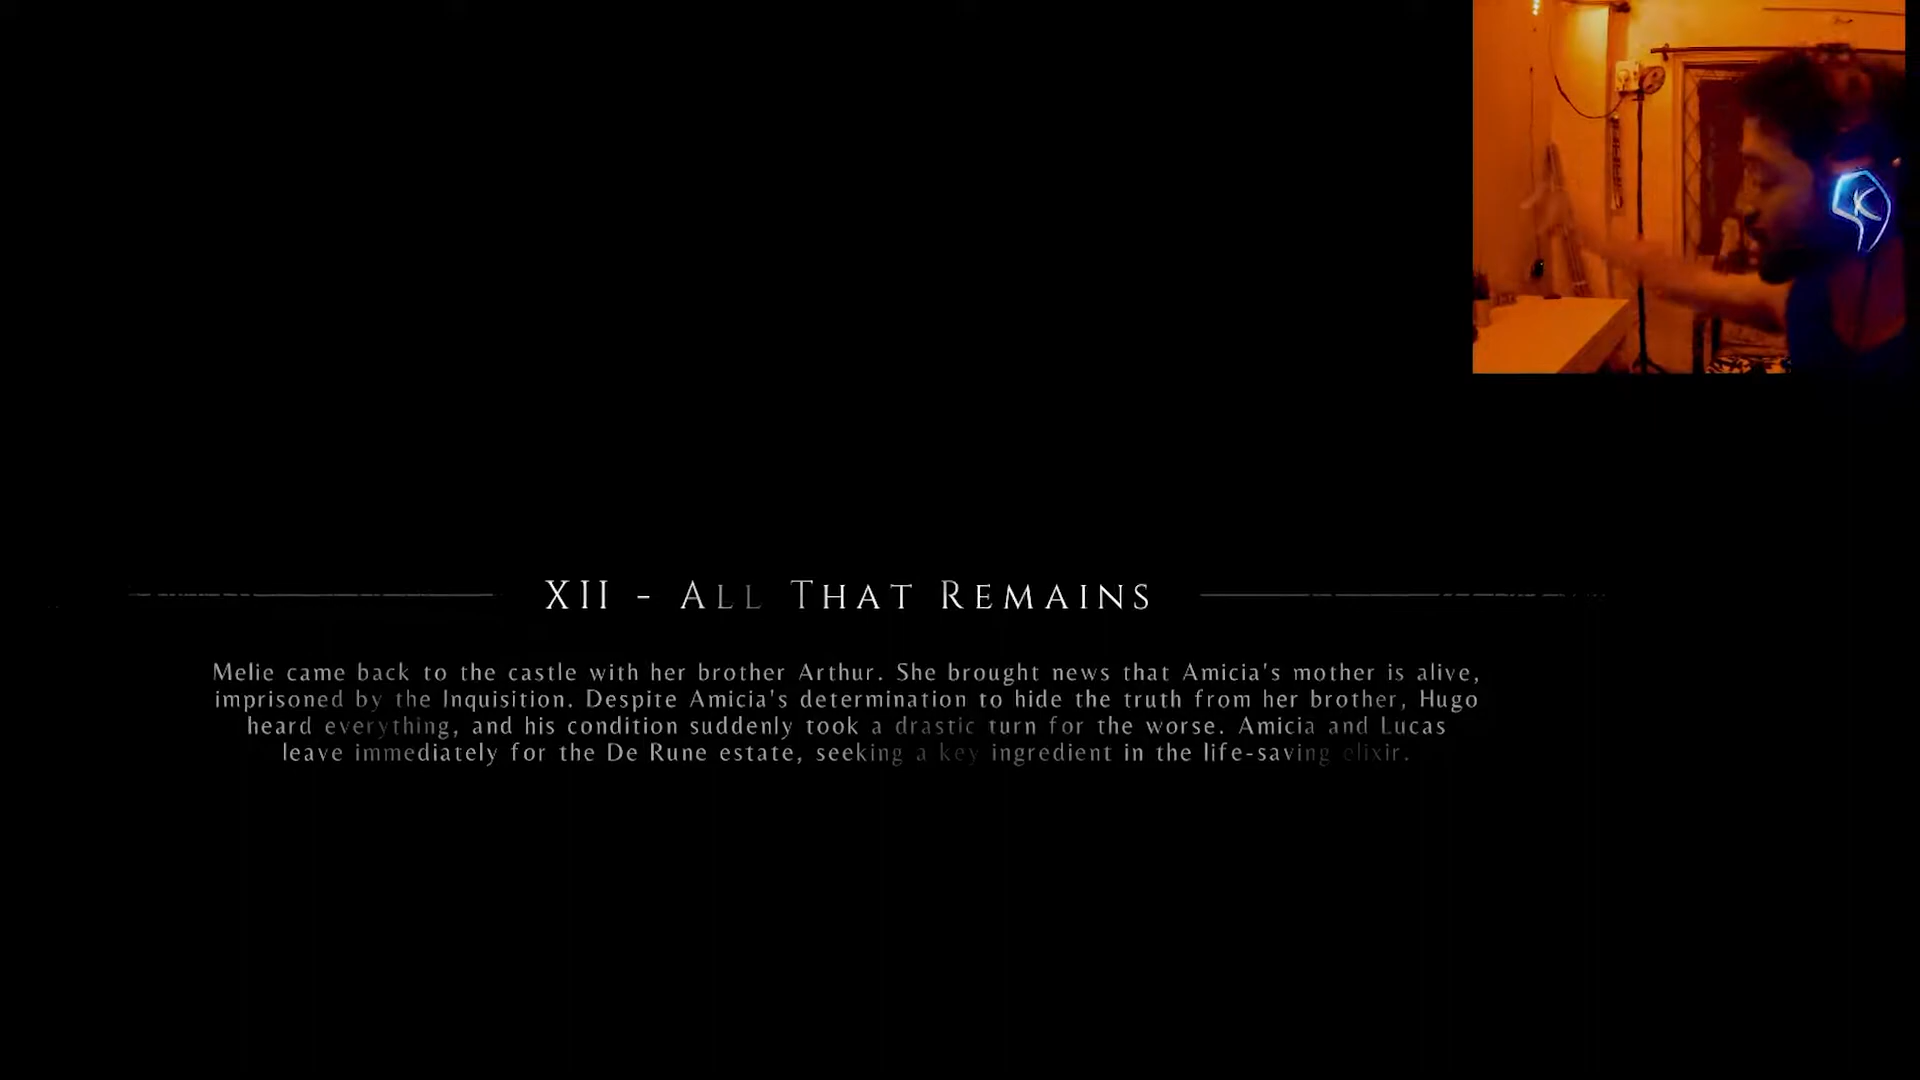 XII - All That Remains
Melie came back to the castle with her brother Arthur. She brought news that Amicia's mother is alive,
imprisoned by the Inquisition. Despite Amicia's determination to hide the truth from her brother, Hugo
heard everything, and his condition suddenly took a drastic turn for the worse. Amicia and Lucas
leave immediately for the De Rune estate, seeking a key ingredient in the life-saving elixir.
K